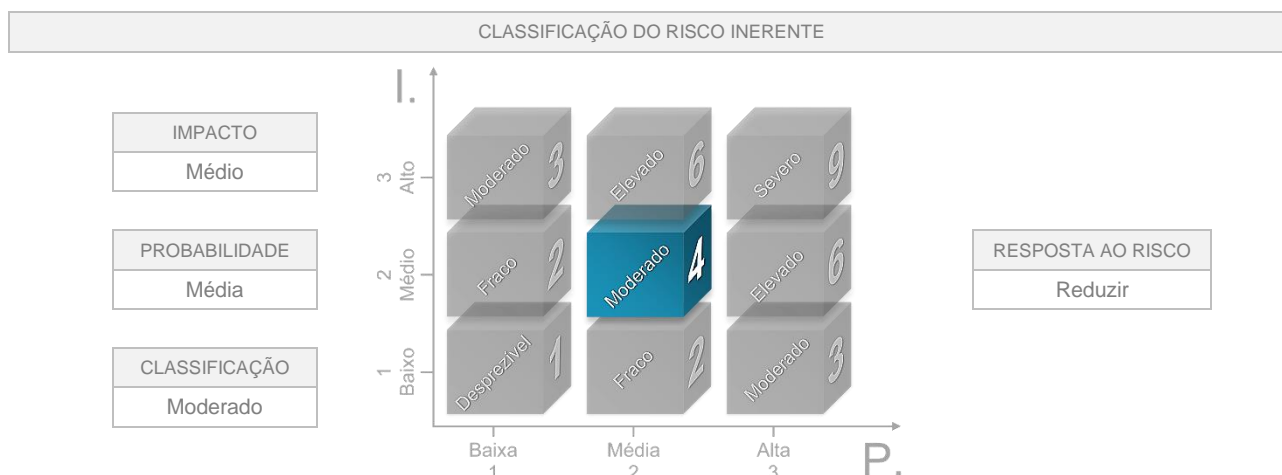 CLASSIFICAÇÃO DO RISCO INERENTE
I.
IMPACTO
Médio
PROBABILIDADE
Média
CLASSIFICAÇÃO
Moderado
3
Alto
Moderado 3
Elevado 6
Severo 9
2
Médio
Fraco 2
Moderado 4
Elevado 6
1
Baixo
Desprezível 1
Fraco 2
Moderado 3
Baixa
1
Média
2
Alta
3
P.
RESPOSTA AO RISCO
Reduzir